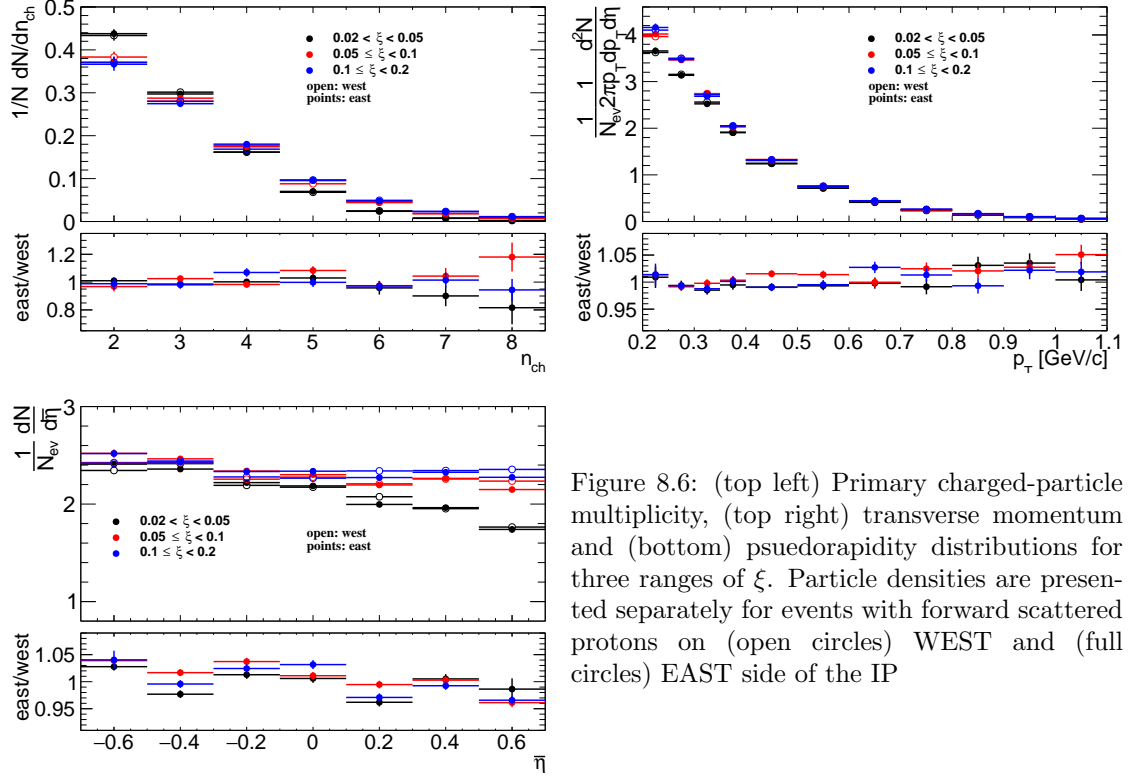 1/N dN/dn_ch
0.5
0.4
0.3
0.2
0.1
0
0.02 < ξ < 0.05
0.05 ≤ ξ < 0.1
0.1 ≤ ξ < 0.2
open: west
points: east
east/west
1.2
1
0.8
2 3 4 5 6 7 8
n_ch
1/N_ev 1/2πp_T d²N/dp_T dη̄
4
3
2
1
0
0.02 < ξ < 0.05
0.05 ≤ ξ < 0.1
0.1 ≤ ξ < 0.2
open: west
points: east
east/west
1.05
1
0.95
0.2 0.3 0.4 0.5 0.6 0.7 0.8 0.9 1 1.1
p_T [GeV/c]
1/N_ev dN/dη̄
3
2
1
0.02 < ξ < 0.05
0.05 ≤ ξ < 0.1
0.1 ≤ ξ < 0.2
open: west
points: east
east/west
1.05
1.00
0.95
−0.6 −0.4 −0.2 0 0.2 0.4 0.6
η̄
Figure 8.6: (top left) Primary charged-particle
multiplicity, (top right) transverse momentum
and (bottom) psuedorapidity distributions for
three ranges of ξ. Particle densities are presen-
ted separately for events with forward scattered
protons on (open circles) WEST and (full
circles) EAST side of the IP